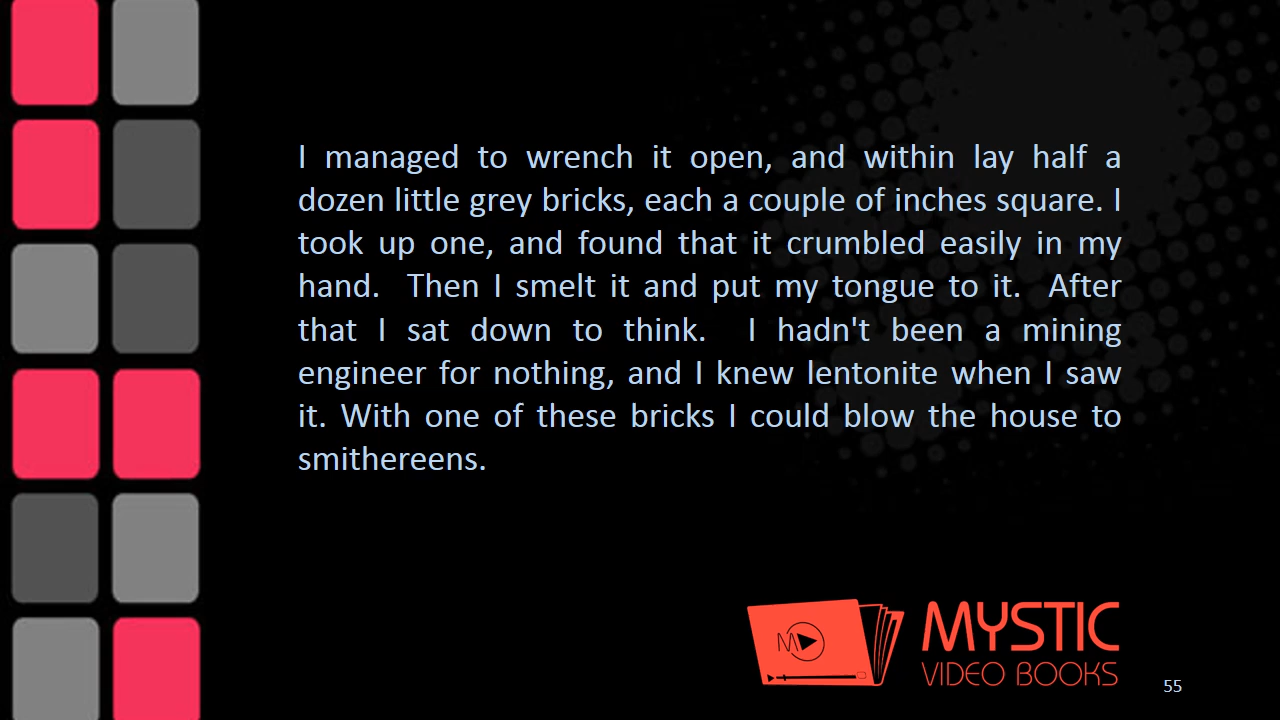 I managed to wrench it open, and within lay half a
dozen little grey bricks, each a couple of inches square. I
took up one, and found that it crumbled easily in my
hand.  Then I smelt it and put my tongue to it.  After
that I sat down to think.  I hadn't been a mining
engineer for nothing, and I knew lentonite when I saw
it. With one of these bricks I could blow the house to
smithereens.
M
MYSTIC
VIDEO BOOKS
55